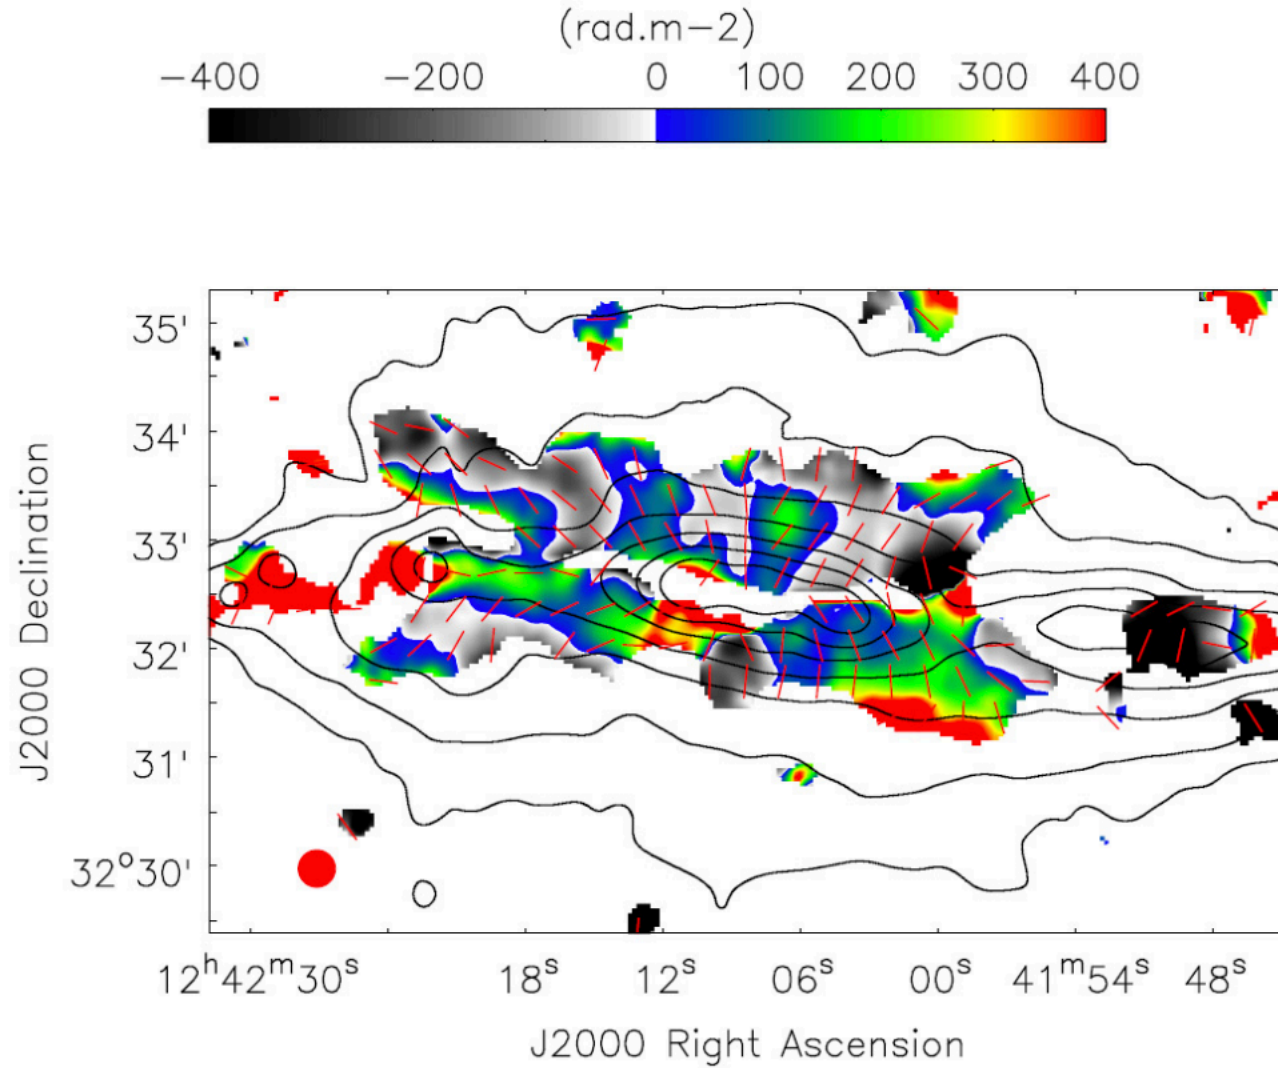 (rad.m−2)
−400 −200 0 100 200 300 400
35'
34'
33'
32'
31'
32°30'
J2000 Declination
12ʰ42ᵐ30ˢ 18ˢ 12ˢ 06ˢ 00ˢ 41ᵐ54ˢ 48ˢ
J2000 Right Ascension